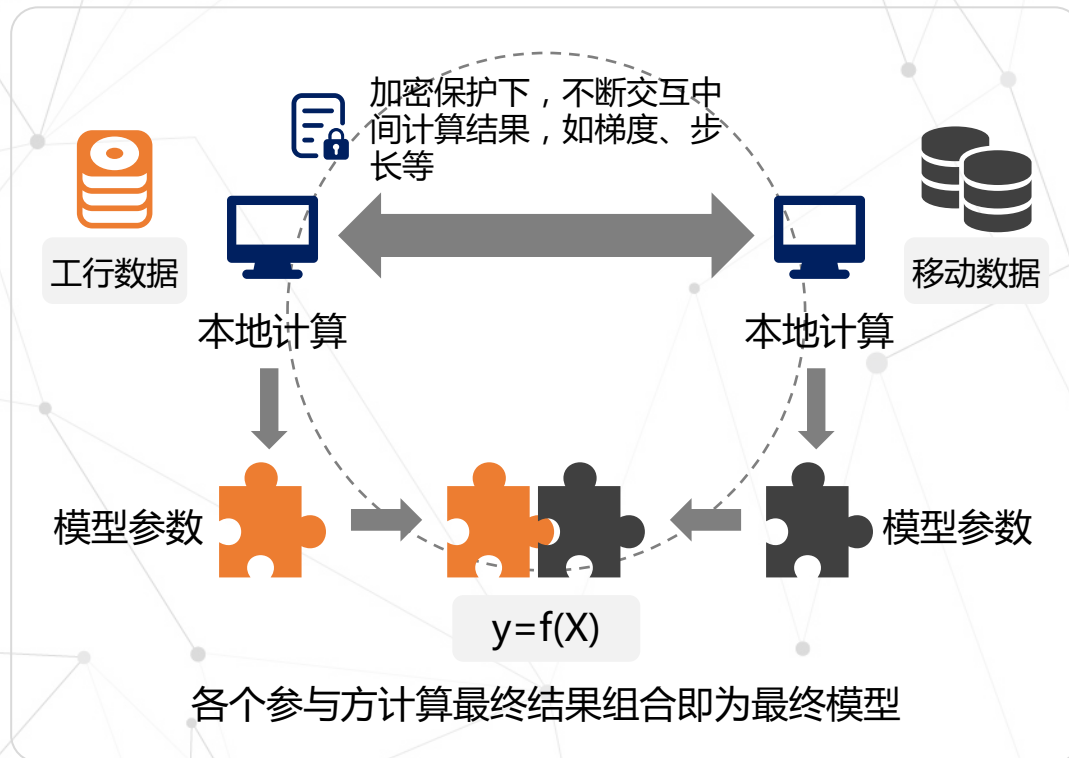 加密保护下，不断交互中
间计算结果，如梯度、步
长等
工行数据
移动数据
本地计算
本地计算
模型参数
模型参数
y=f(X)
各个参与方计算最终结果组合即为最终模型